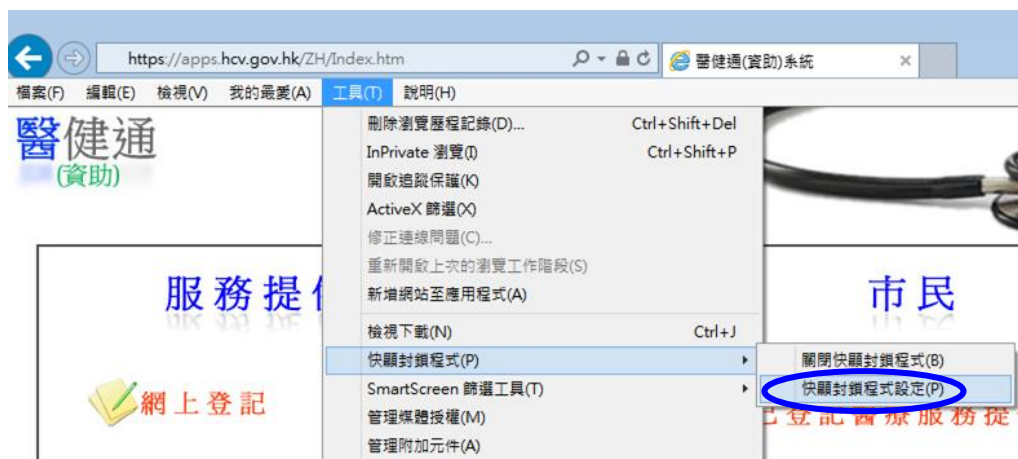 https://apps.hcv.gov.hk/ZH/Index.htm
醫健通(資助)系統
檔案(F) 編輯(E) 檢視(V) 我的最愛(A) 工具(T) 說明(H)
醫健通
(資助)
刪除瀏覽歷程記錄(D)... Ctrl+Shift+Del
InPrivate 瀏覽(I) Ctrl+Shift+P
開啟追蹤保護(K)
ActiveX 篩選(X)
修正連線問題(C)...
重新開啟上次的瀏覽工作階段(S)
新增網站至應用程式(A)
檢視下載(N) Ctrl+J
快顯封鎖程式(P)
SmartScreen 篩選工具(T)
管理媒體授權(M)
管理附加元件(A)
關閉快顯封鎖程式(B)
快顯封鎖程式設定(P)
服務提
市民
網上登記
登記醫療服務提